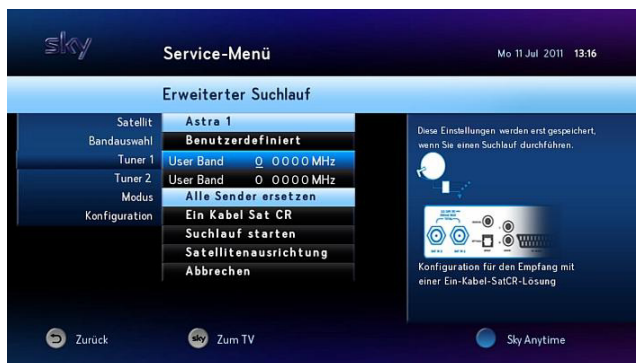 sky
Service-Menü
Mo 11 Jul 2011 13:16
Erweiterter Suchlauf
Satellit Astra 1
Bandauswahl Benutzerdefiniert
Tuner 1 User Band 0 0000 MHz
Tuner 2 User Band 0 0000 MHz
Modus Alle Sender ersetzen
Konfiguration Ein Kabel Sat CR
Suchlauf starten
Satellitenausrichtung
Abbrechen
Diese Einstellungen werden erst gespeichert,
wenn Sie einen Suchlauf durchführen.
Konfiguration für den Empfang mit
einer Ein-Kabel-SatCR-Lösung
Zurück
sky Zum TV
Sky Anytime